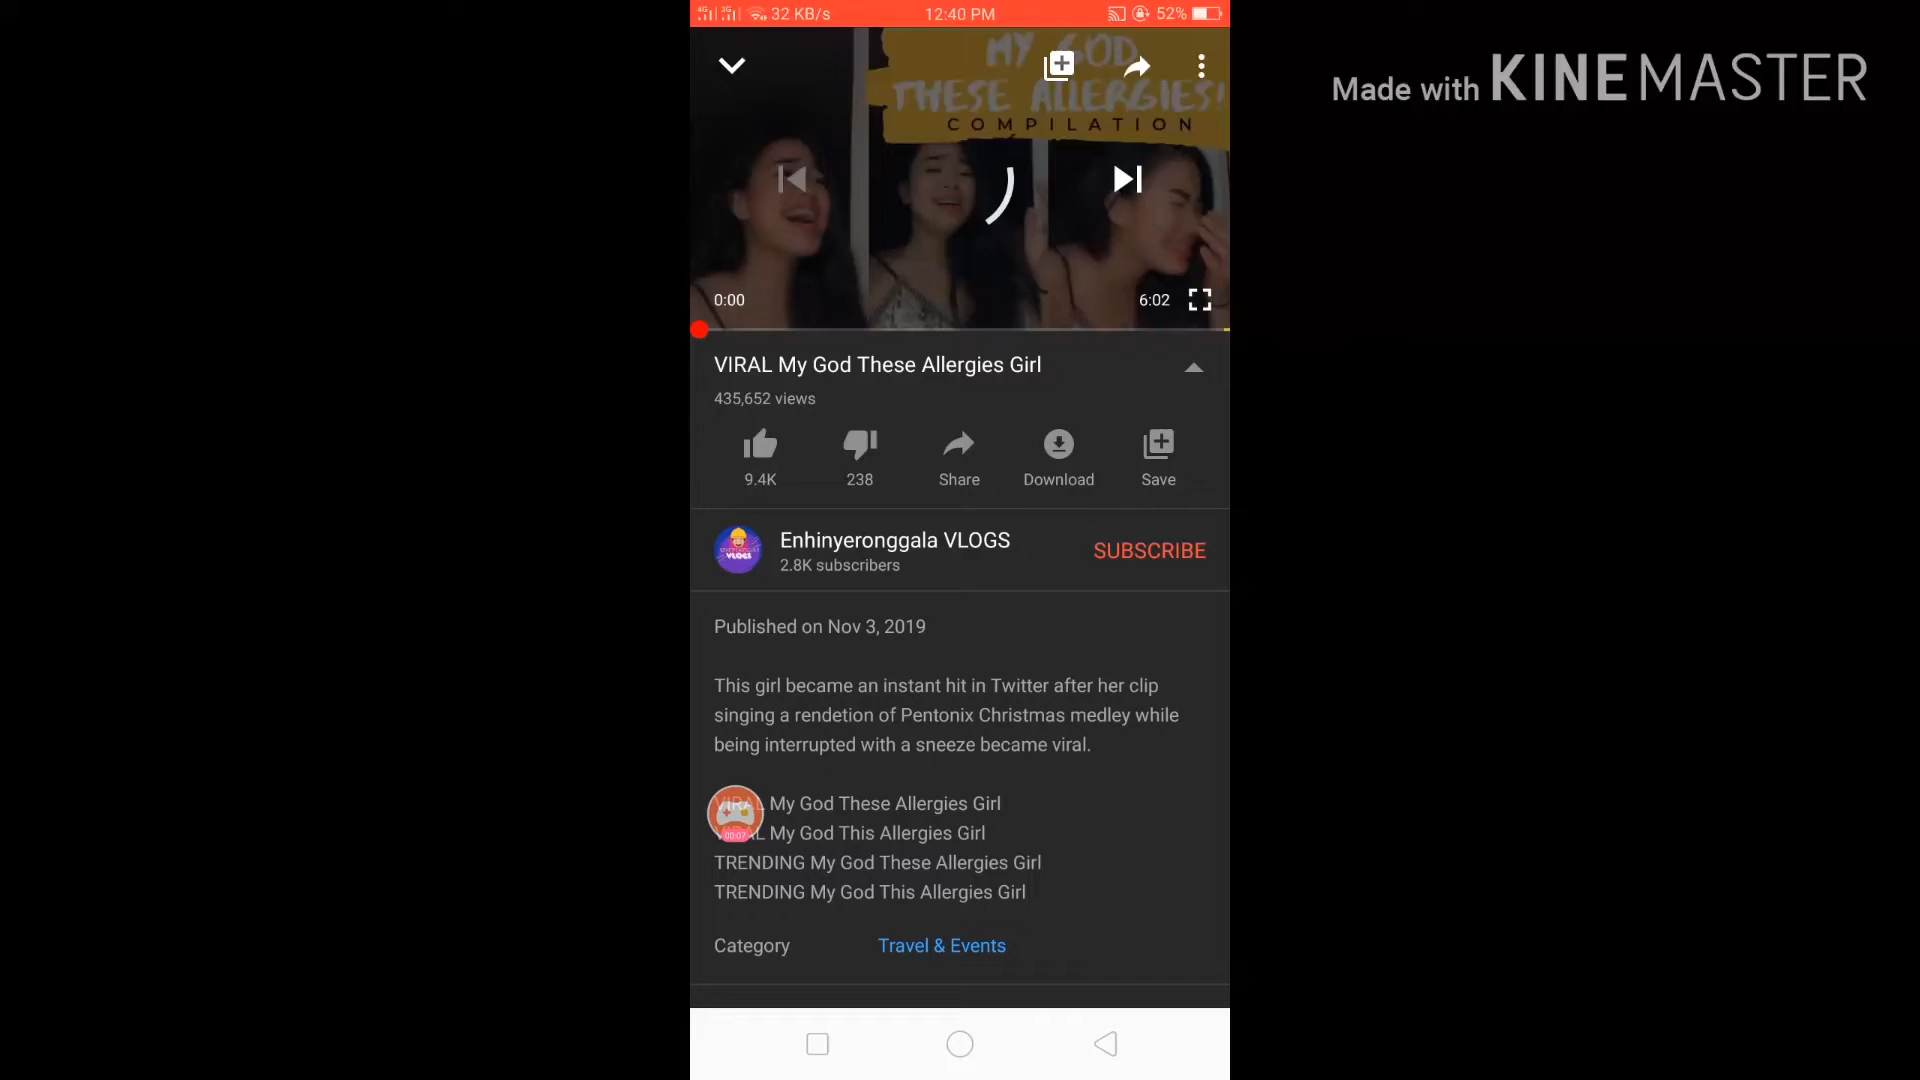 32 KB/s 12:40 PM 52%
Made with KINEMASTER
MY GOD
THESE ALLERGIES!
COMPILATION
0:00 6:02
VIRAL My God These Allergies Girl
435,652 views
9.4K 238 Share Download Save
Enhinyeronggala VLOGS
2.8K subscribers
SUBSCRIBE
Published on Nov 3, 2019
This girl became an instant hit in Twitter after her clip
singing a rendetion of Pentonix Christmas medley while
being interrupted with a sneeze became viral.
VIRAL My God These Allergies Girl
VIRAL My God This Allergies Girl
00:07
TRENDING My God These Allergies Girl
TRENDING My God This Allergies Girl
Category Travel & Events